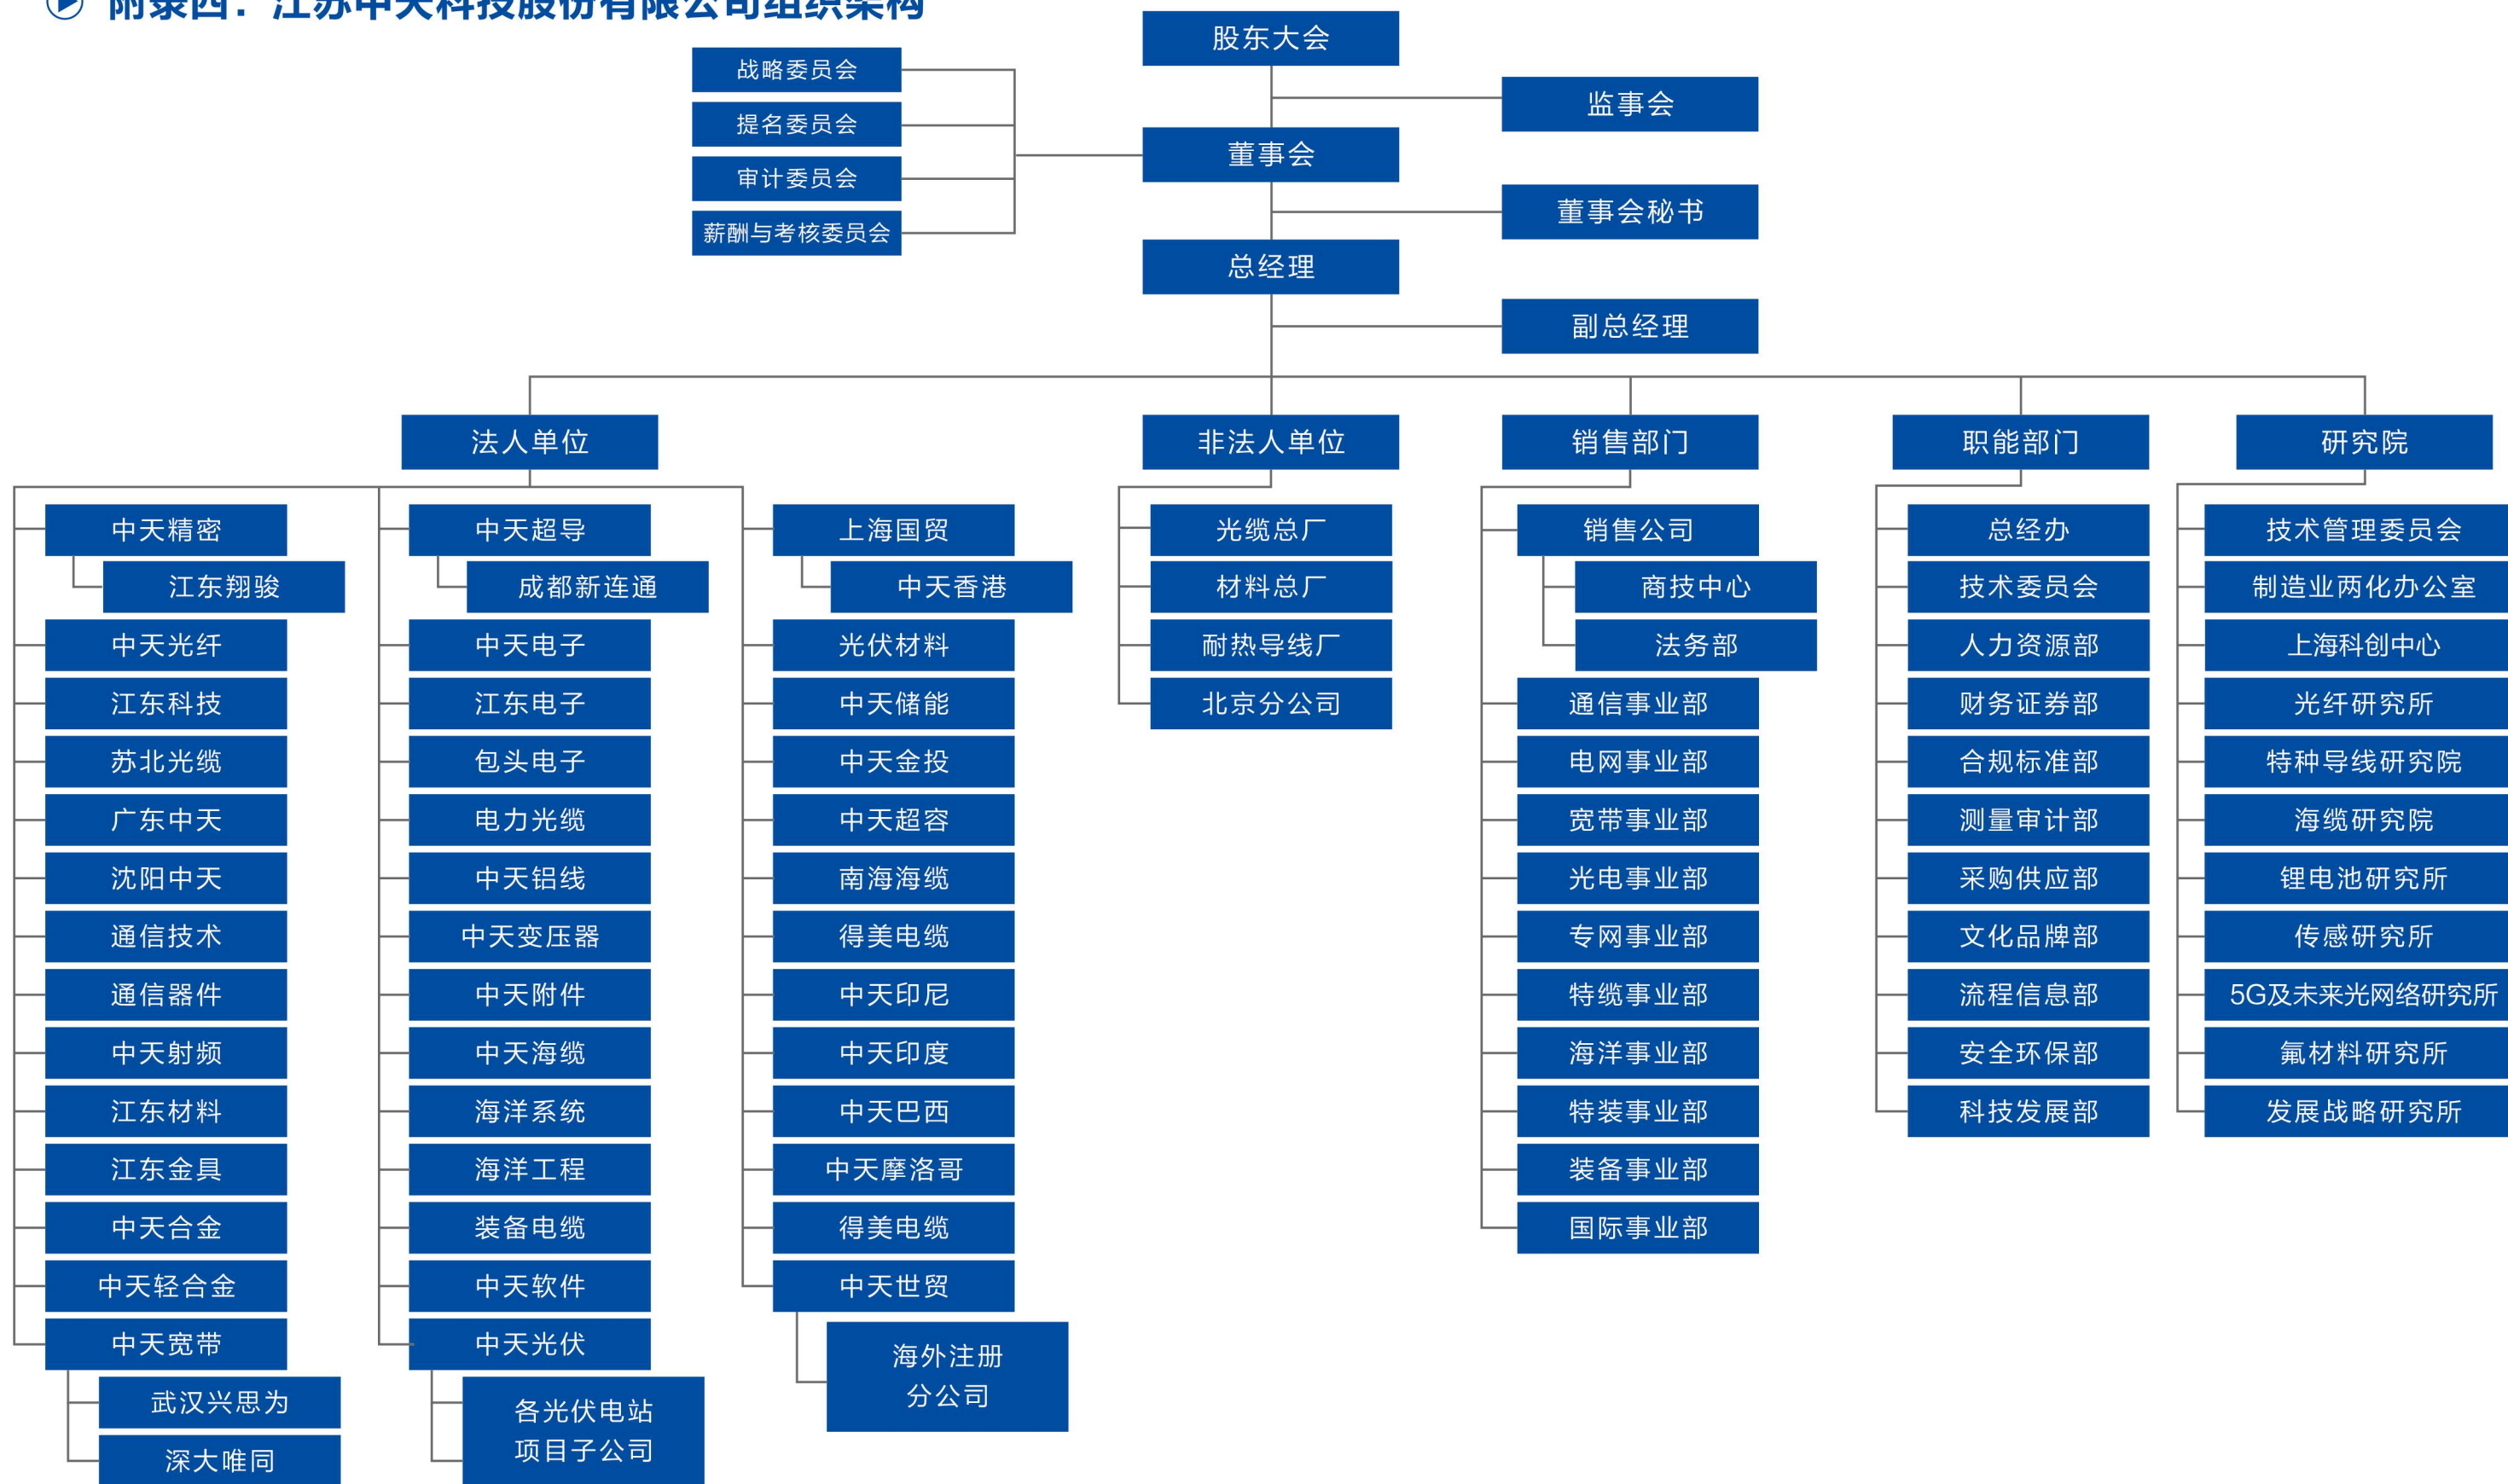 附录四：江苏中天科技股份有限公司组织架构
股东大会
战略委员会
监事会
提名委员会
董事会
审计委员会
董事会秘书
薪酬与考核委员会
总经理
副总经理
法人单位
非法人单位
销售部门
职能部门
研究院
中天精密
江东翔骏
中天光纤
江东科技
苏北光缆
广东中天
沈阳中天
通信技术
通信器件
中天射频
江东材料
江东金具
中天合金
中天轻合金
中天宽带
武汉兴思为
深大唯同
中天超导
成都新连通
中天电子
江东电子
包头电子
电力光缆
中天铝线
中天变压器
中天附件
中天海缆
海洋系统
海洋工程
装备电缆
中天软件
中天光伏
各光伏电站
项目子公司
上海国贸
中天香港
光伏材料
中天储能
中天金投
中天超容
南海海缆
得美电缆
中天印尼
中天印度
中天巴西
中天摩洛哥
得美电缆
中天世贸
海外注册
分公司
光缆总厂
材料总厂
耐热导线厂
北京分公司
销售公司
商技中心
法务部
通信事业部
电网事业部
宽带事业部
光电事业部
专网事业部
特缆事业部
海洋事业部
特装事业部
装备事业部
国际事业部
总经办
技术委员会
人力资源部
财务证券部
合规标准部
测量审计部
采购供应部
文化品牌部
流程信息部
安全环保部
科技发展部
技术管理委员会
制造业两化办公室
上海科创中心
光纤研究所
特种导线研究院
海缆研究院
锂电池研究所
传感研究所
5G及未来光网络研究所
氟材料研究所
发展战略研究所